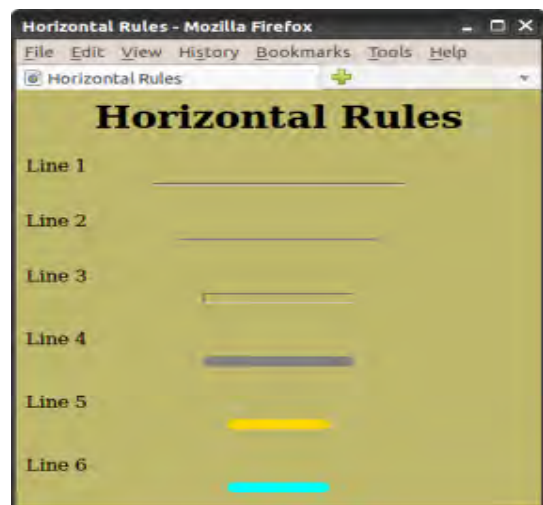 Horizontal Rules - Mozilla Firefox
File Edit View History Bookmarks Tools Help
Horizontal Rules
Horizontal Rules
Line 1
Line 2
Line 3
Line 4
Line 5
Line 6